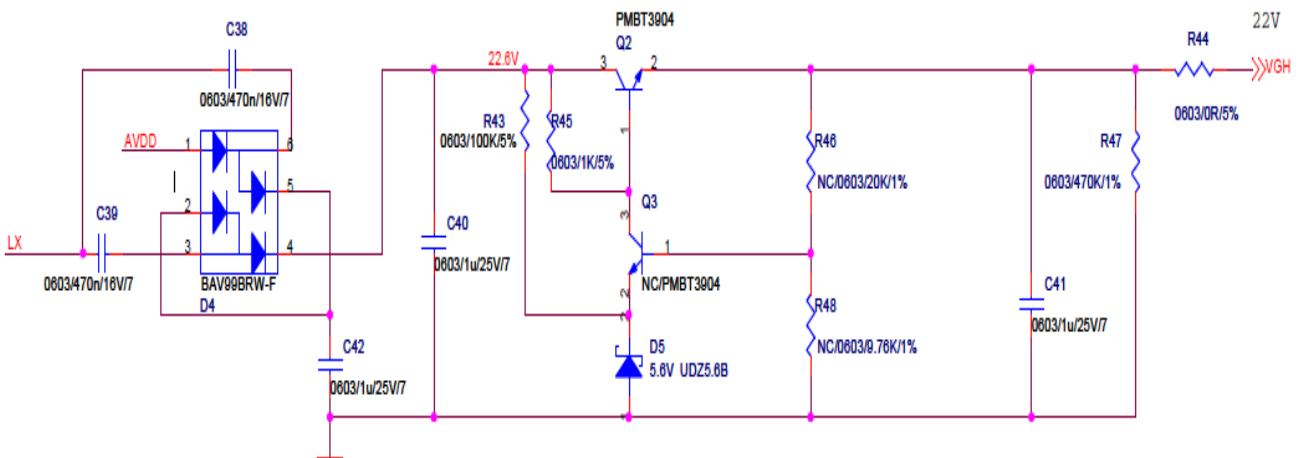 C38
0603/470n/16V/7
AVDD
1
6
5
2
3
4
BAV99BRW-F
D4
C39
LX
0603/470n/16V/7
C42
0603/1u/25V/7
C40
0603/1u/25V/7
22.6V
R43
0603/100K/5%
R45
0603/1K/5%
PMBT3904
Q2
3
2
1
Q3
3
1
NC/PMBT3904
2
2
D5
5.6V UDZ5.6B
1
R46
NC/0603/20K/1%
R48
NC/0603/9.76K/1%
C41
0603/1u/25V/7
R47
0603/470K/1%
22V
R44
VGH
0603/0R/5%